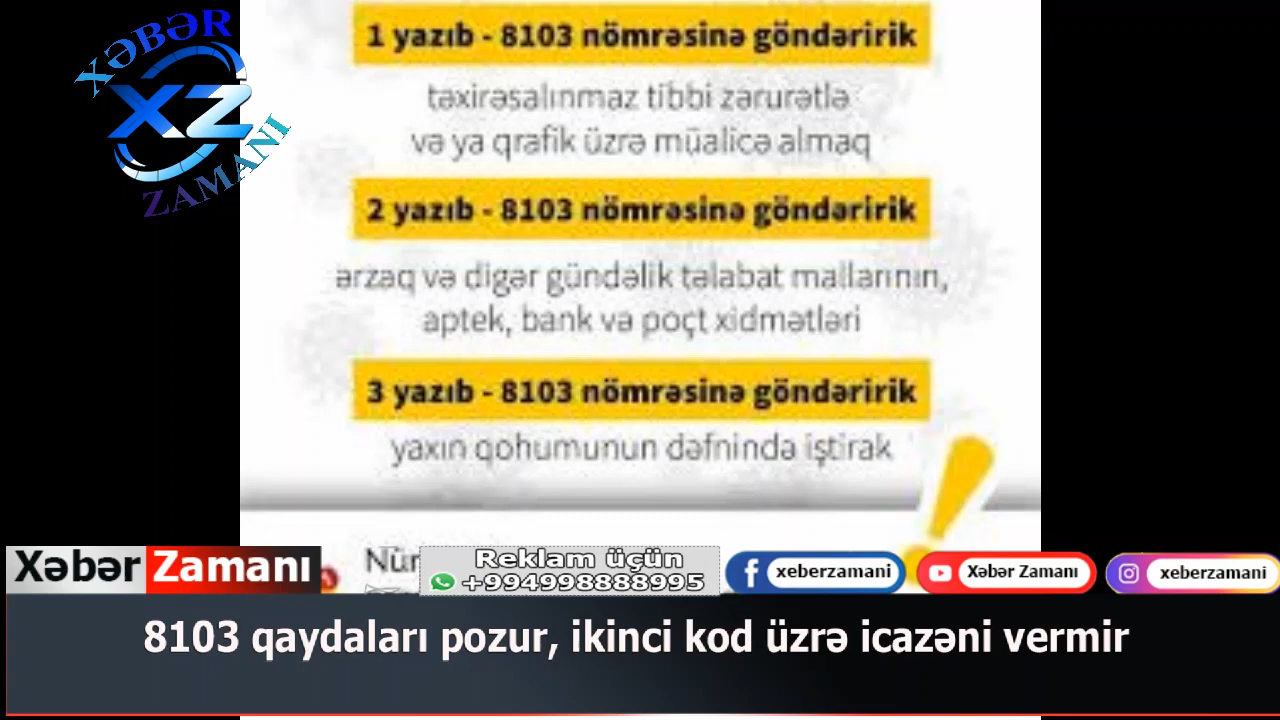 XƏBƏR
XZ
ZAMANI
1 yazıb - 8103 nömrəsinə göndəririk
təxirəsalınmaz tibbi zərurətlə
və ya qrafik üzrə müalicə almaq
2 yazıb - 8103 nömrəsinə göndəririk
ərzaq və digər gündəlik təlabat mallarının,
aptek, bank və poçt xidmətləri
3 yazıb - 8103 nömrəsinə göndəririk
yaxın qohumunun dəfnində iştirak
Xəbər Zamanı
Reklam üçün
+994998888995
xeberzamani
Xəbər Zamanı
xeberzamani
8103 qaydaları pozur, ikinci kod üzrə icazəni vermir